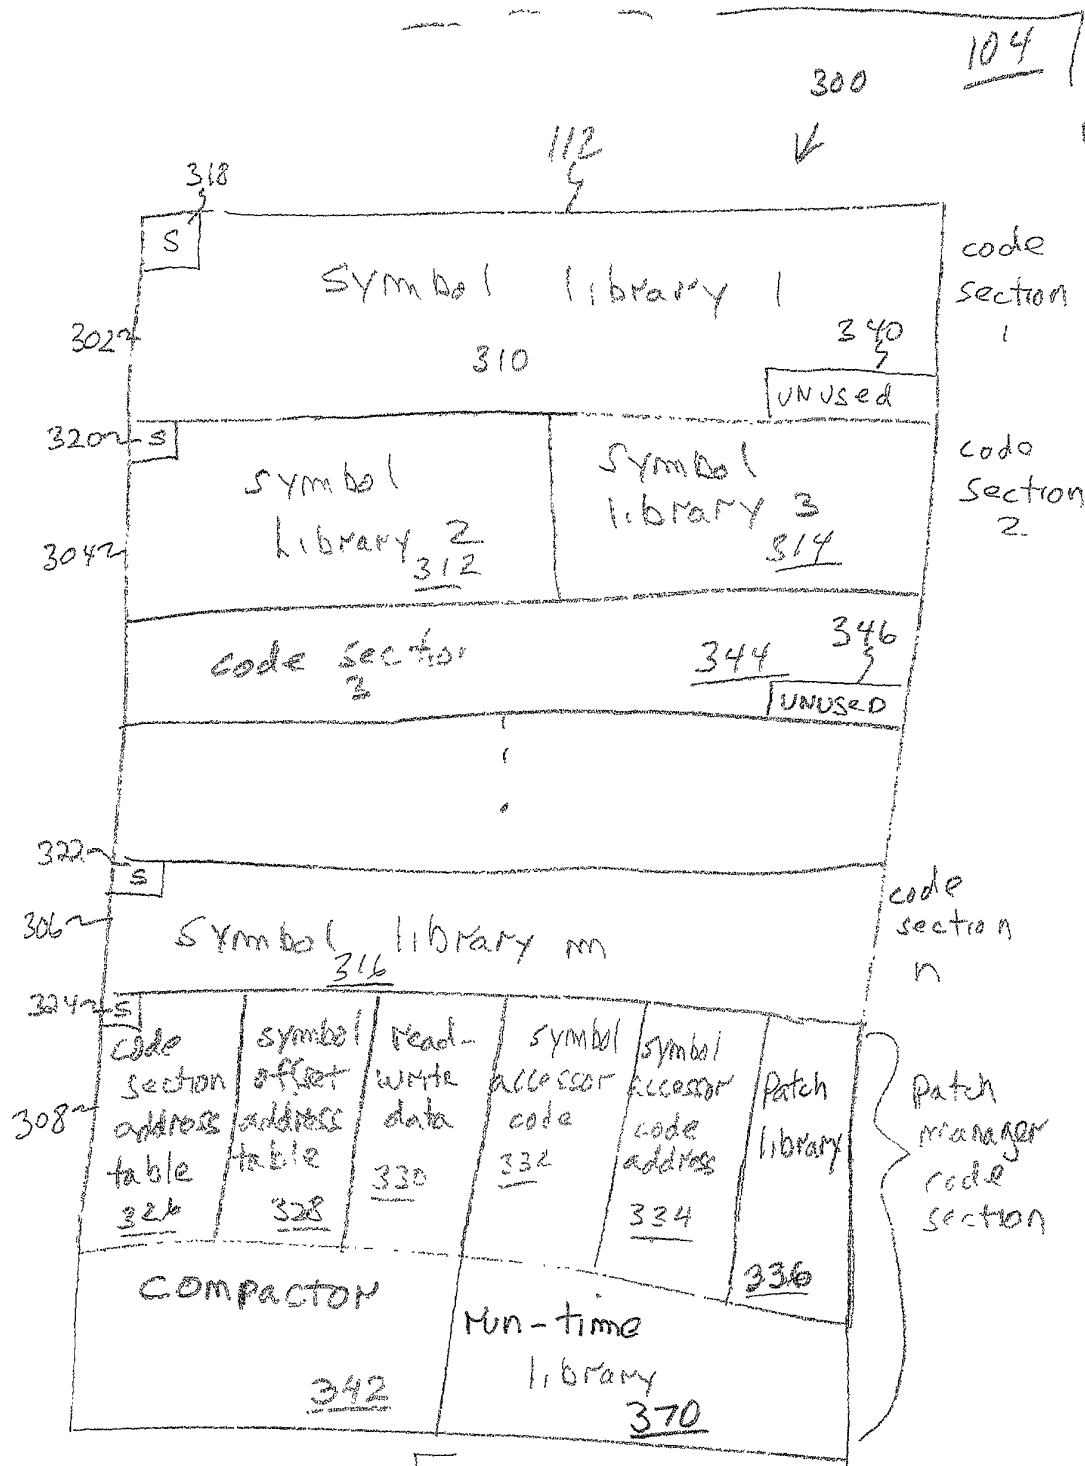 104
300
112
318
S
symbol library 1
code
section
1
302
310
340
UNUSed
320
S
symbol
Library 2
312
symbol
library 3
314
code
section
2
304
code section
3
344
346
UNUSeD
322
S
306
symbol library m
316
code
section
n
324
S
308
code
section
address
table
326
symbol
offset
address
table
328
read-
write
data
330
symbol
accessor
code
332
symbol
accessor
code
address
334
Patch
library
336
patch
manager
code
section
COMPACTOR
342
run-time
library
370